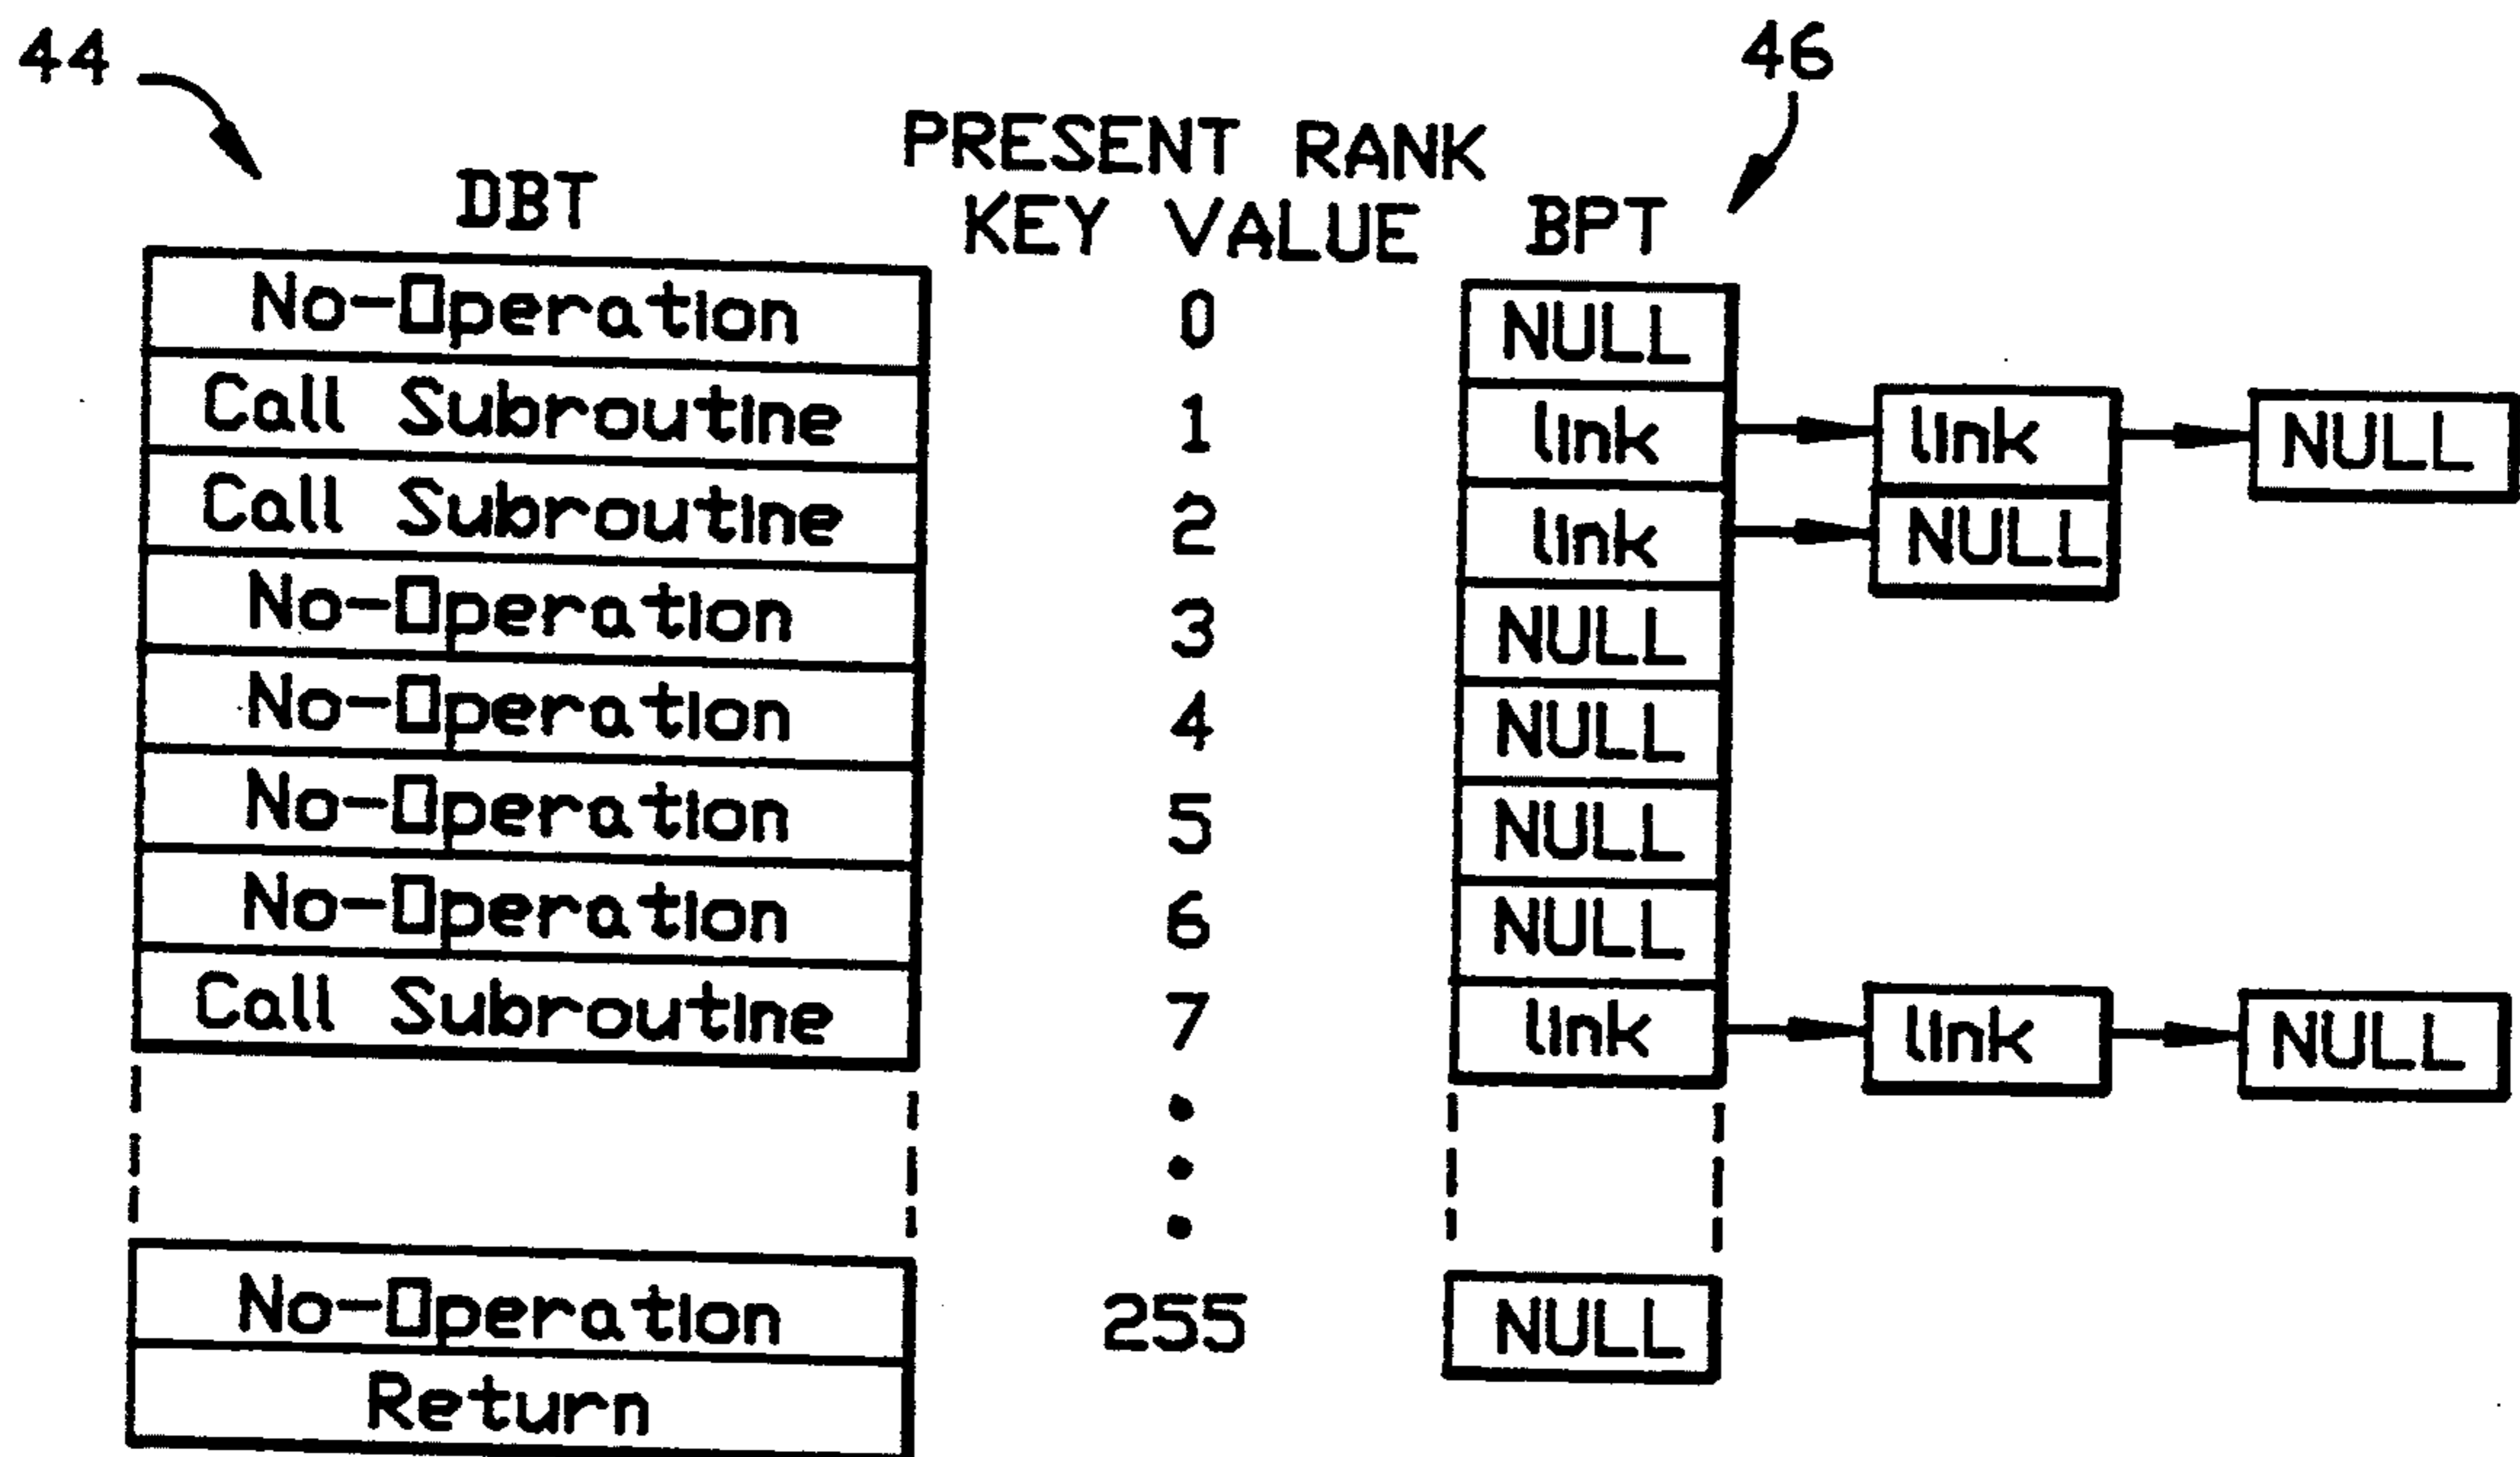 44
46
PRESENT RANK
KEY VALUE
DBT
BPT
No-Operation 0 NULL
Call Subroutine 1 link link NULL
Call Subroutine 2 link NULL
No-Operation 3 NULL
No-Operation 4 NULL
No-Operation 5 NULL
No-Operation 6 NULL
Call Subroutine 7 link link NULL
No-Operation 255 NULL
Return